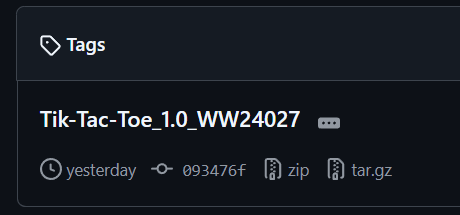 Tags
Tik-Tac-Toe_1.0_WW24027
yesterday 093476f zip tar.gz